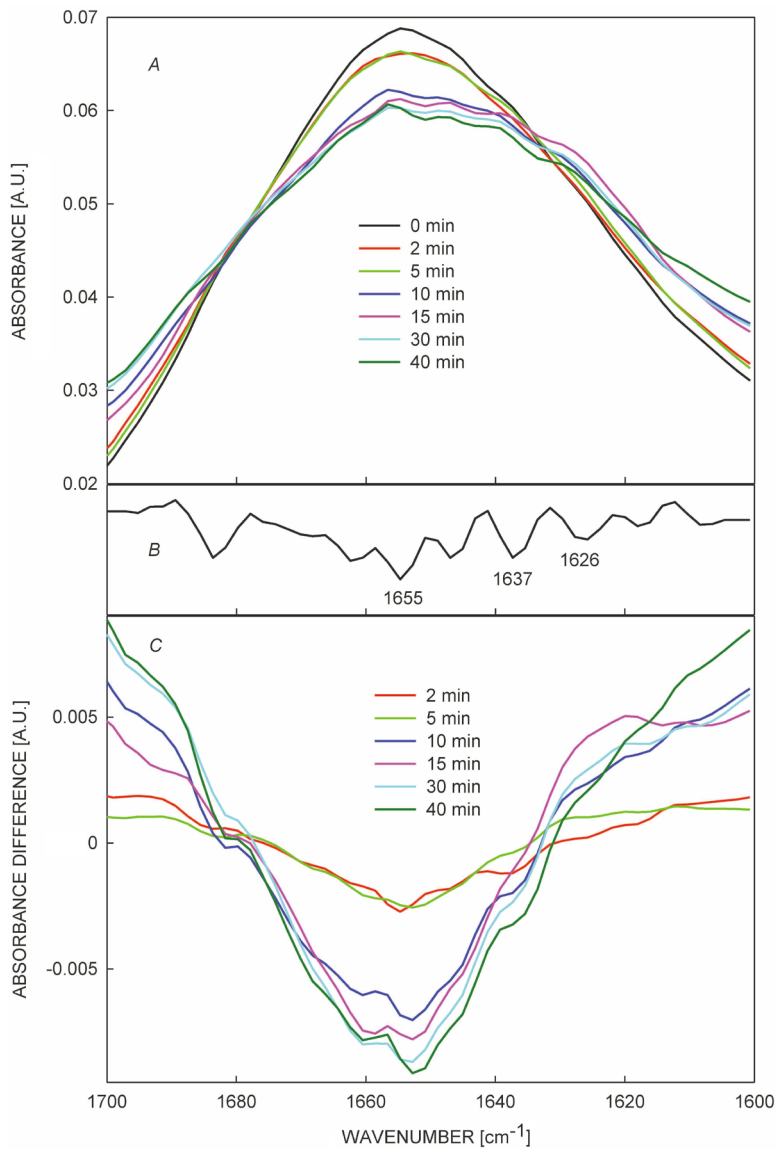 0.07
A
0.06
0.05
0.04
0.03
0.02
ABSORBANCE [A.U.]
0 min
2 min
5 min
10 min
15 min
30 min
40 min
B
1655
1637
1626
C
2 min
5 min
10 min
15 min
30 min
40 min
0.005
0
-0.005
ABSORBANCE DIFFERENCE [A.U.]
1700 1680 1660 1640 1620 1600
WAVENUMBER [cm-1]